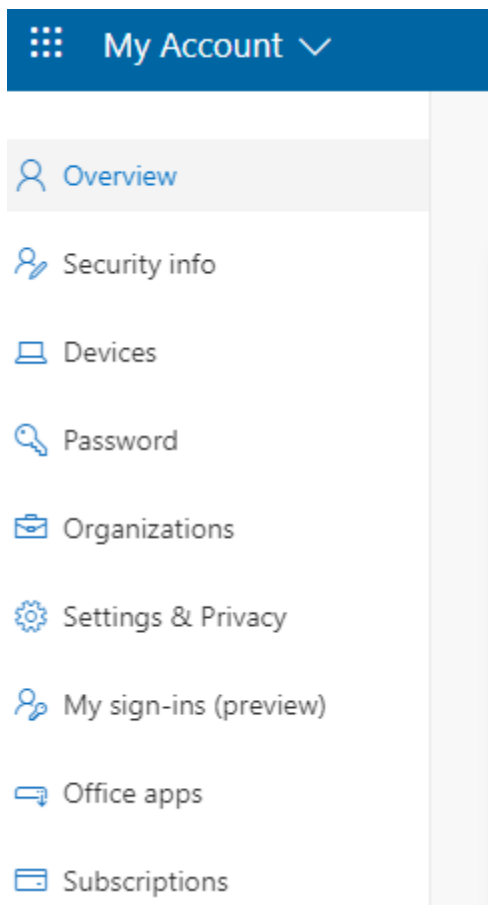 My Account
Overview
Security info
Devices
Password
Organizations
Settings & Privacy
My sign-ins (preview)
Office apps
Subscriptions